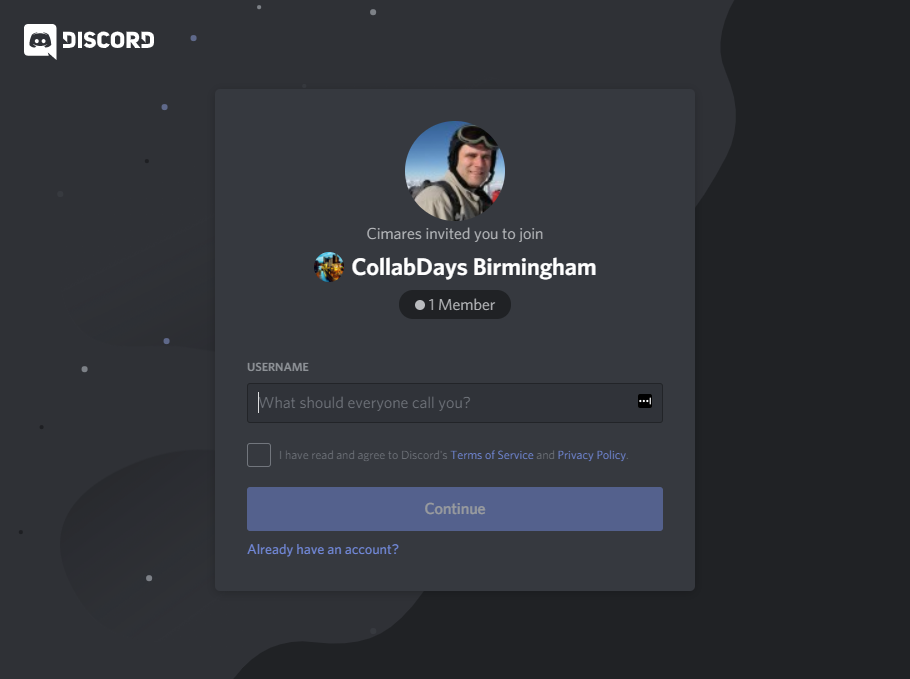 DISCORD
Cimares invited you to join
CollabDays Birmingham
1 Member
USERNAME
What should everyone call you?
I have read and agree to Discord's Terms of Service and Privacy Policy.
Continue
Already have an account?